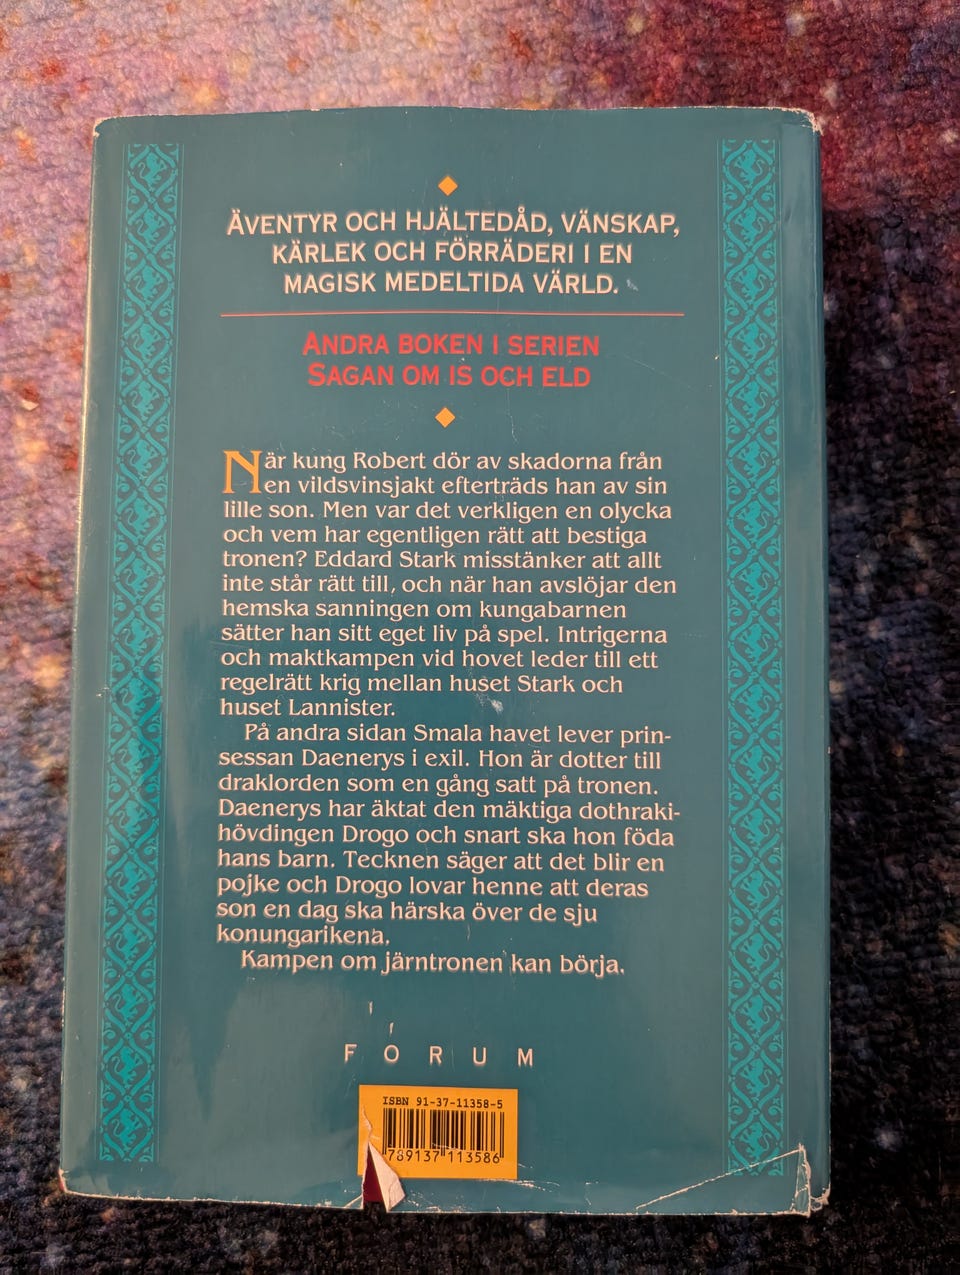 ÄVENTYR OCH HJÄLTEDÅD, VÄNSKAP,
KÄRLEK OCH FÖRRÄDERI I EN
MAGISK MEDELTIDA VÄRLD.
ANDRA BOKEN I SERIEN
SAGAN OM IS OCH ELD
När kung Robert dör av skadorna från
en vildsvinsjakt efterträds han av sin
lille son. Men var det verkligen en olycka
och vem har egentligen rätt att bestiga
tronen? Eddard Stark misstänker att allt
inte står rätt till, och när han avslöjar den
hemska sanningen om kungabarnen
sätter han sitt eget liv på spel. Intrigerna
och maktkampen vid hovet leder till ett
regelrätt krig mellan huset Stark och
huset Lannister.
På andra sidan Smala havet lever prin-
sessan Daenerys i exil. Hon är dotter till
draklorden som en gång satt på tronen.
Daenerys har äktat den mäktiga dothraki-
hövdingen Drogo och snart ska hon föda
hans barn. Tecknen säger att det blir en
pojke och Drogo lovar henne att deras
son en dag ska härska över de sju
konungarikena.
Kampen om järntronen kan börja.
FORUM
ISBN 91-37-11358-5
789137 113586